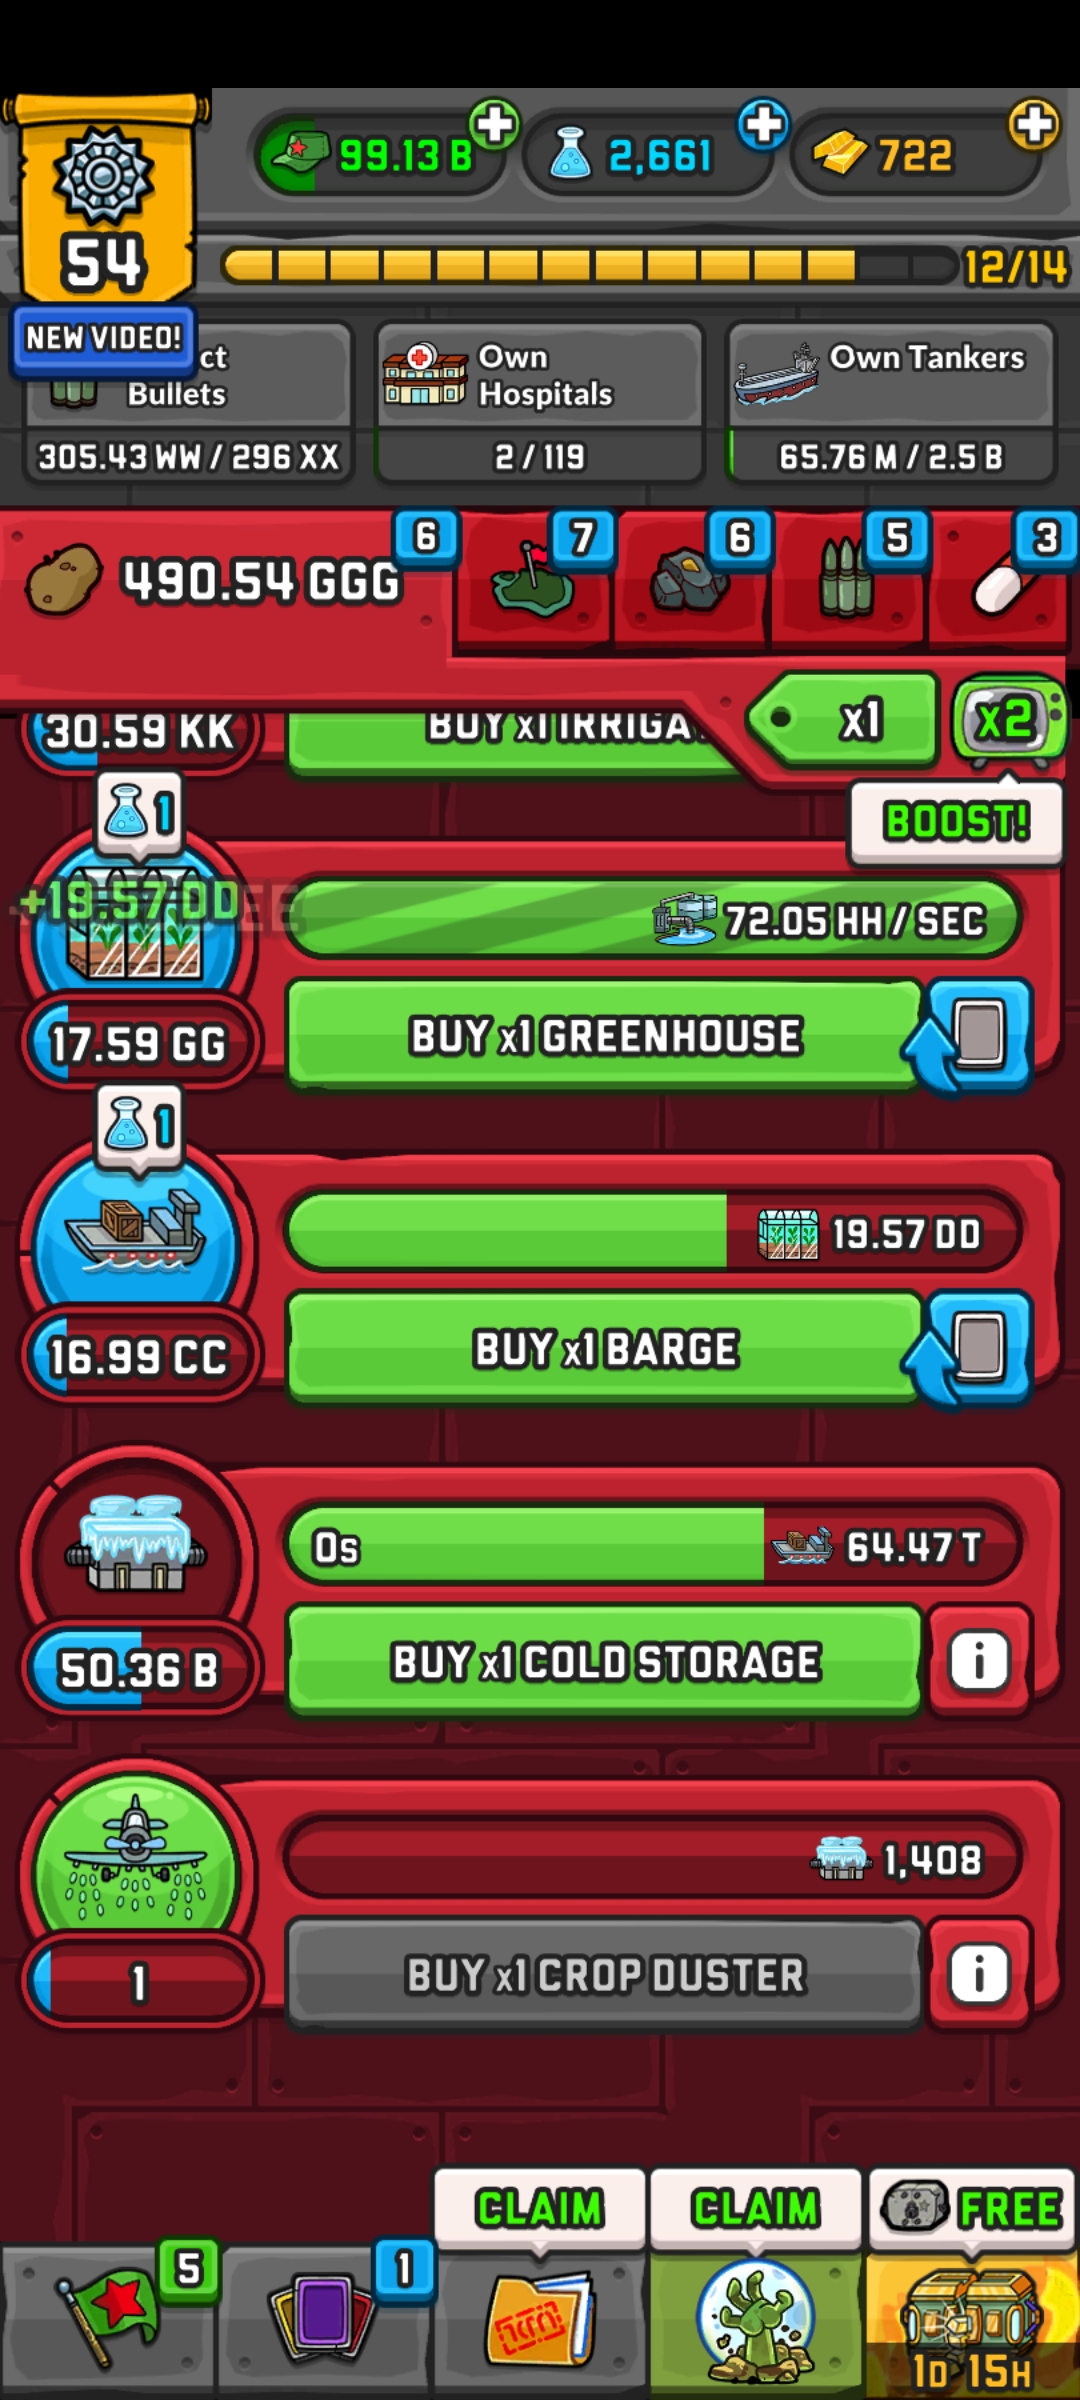 99.13 B
2,661
722
54
12/14
NEW VIDEO!
ct
Bullets
305.43 WW / 296 XX
Own
Hospitals
2 / 119
Own Tankers
65.76 M / 2.5 B
490.54 GGG
6
7
6
5
3
30.59 KK
BUY x1 IRRIGA
x1
x2
BOOST!
1
+19.57 DD
72.05 HH / SEC
17.59 GG
BUY x1 GREENHOUSE
1
19.57 DD
16.99 CC
BUY x1 BARGE
0s
64.47 T
50.36 B
BUY x1 COLD STORAGE
i
1,408
1
BUY x1 CROP DUSTER
i
CLAIM
CLAIM
FREE
5
1
1D 15H